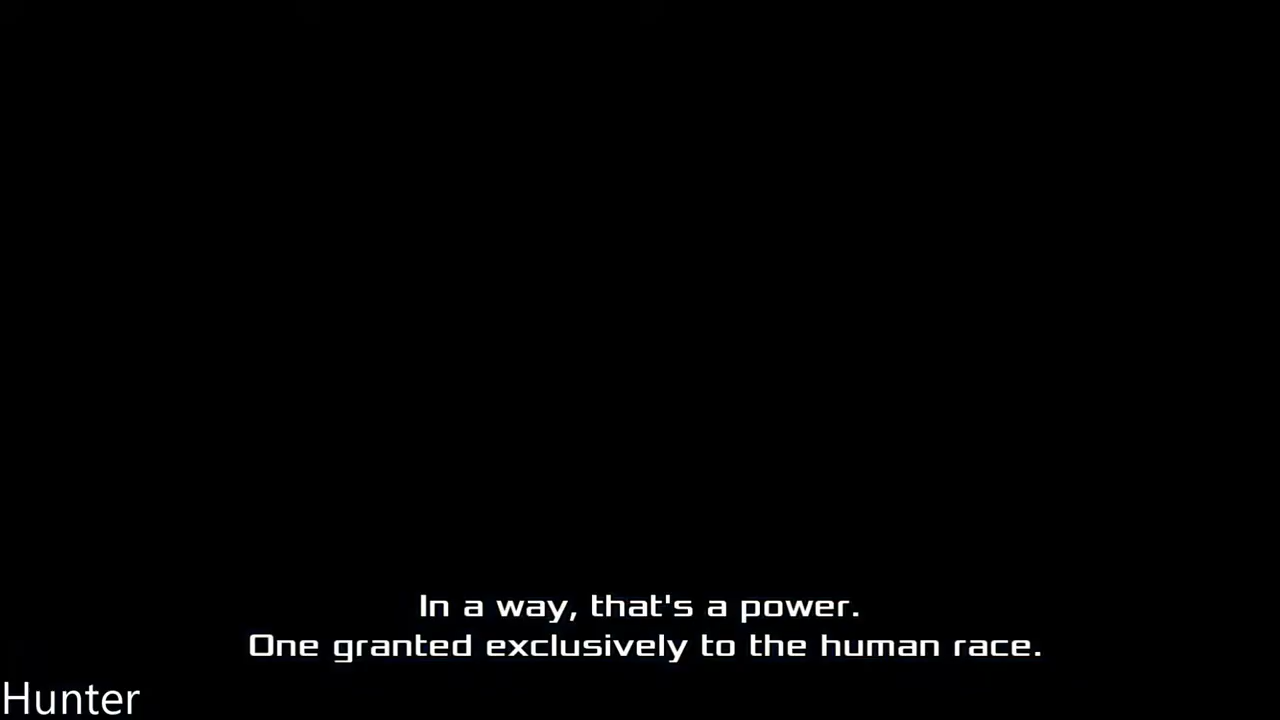 In a way, that's a power.
One granted exclusively to the human race.
Hunter